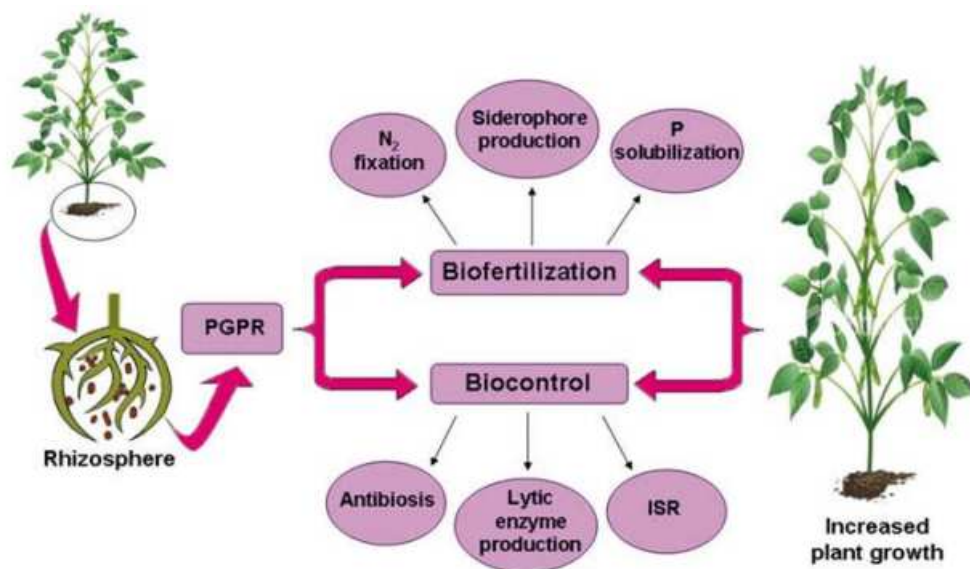 N₂
fixation
Siderophore
production
P
solubilization
Biofertilization
PGPR
Biocontrol
Rhizosphere
Antibiosis
Lytic
enzyme
production
ISR
Increased
plant growth